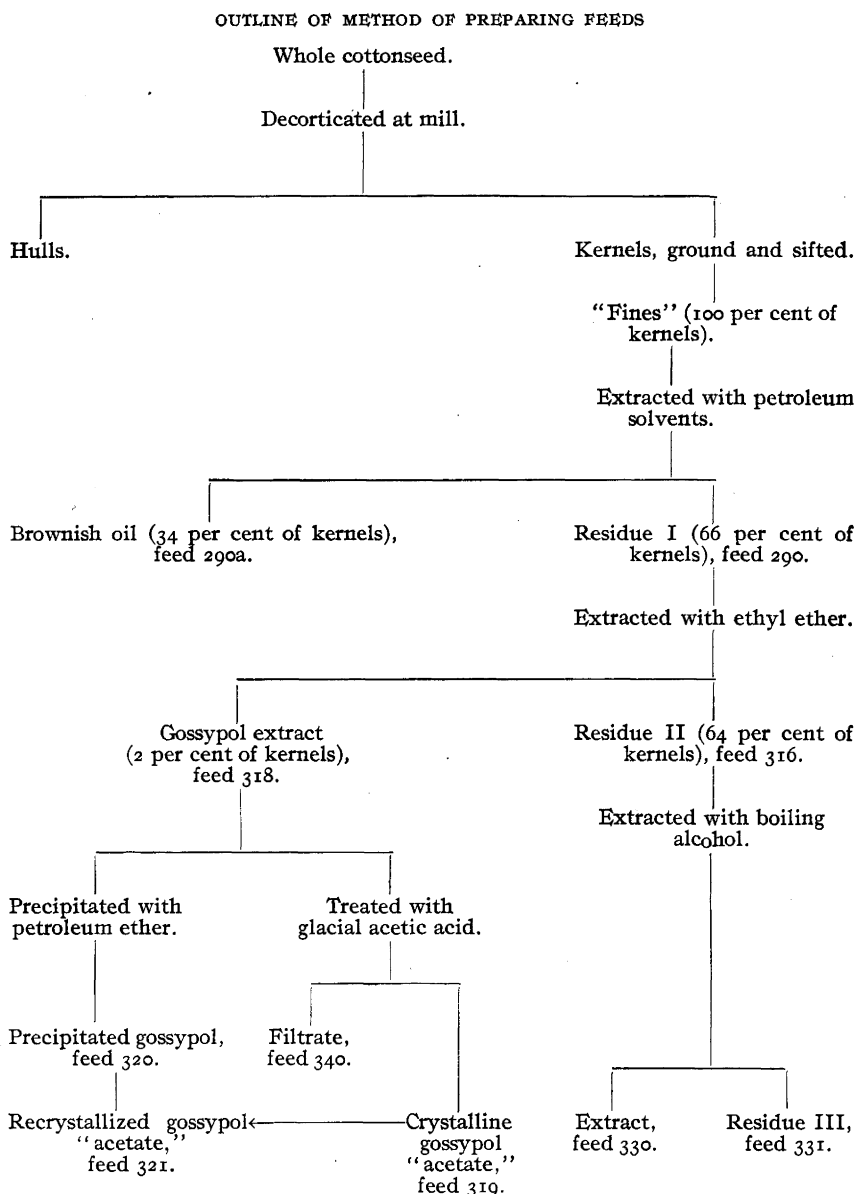 OUTLINE OF METHOD OF PREPARING FEEDS
Whole cottonseed.
Decorticated at mill.
Hulls.
Kernels, ground and sifted.
"Fines" (100 per cent of
kernels).
Extracted with petroleum
solvents.
Brownish oil (34 per cent of kernels),
feed 290a.
Residue I (66 per cent of
kernels), feed 290.
Extracted with ethyl ether.
Gossypol extract
(2 per cent of kernels),
feed 318.
Residue II (64 per cent of
kernels), feed 316.
Extracted with boiling
alcohol.
Precipitated with
petroleum ether.
Treated with
glacial acetic acid.
Precipitated gossypol,
feed 320.
Filtrate,
feed 340.
Recrystallized gossypol
"acetate,"
feed 321.
Crystalline
gossypol
"acetate,"
feed 319.
Extract,
feed 330.
Residue III,
feed 331.